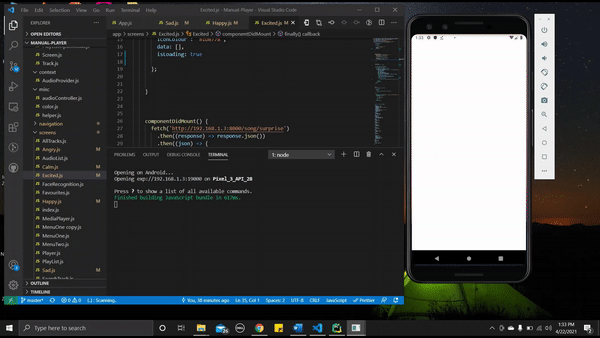 File Edit Selection View Go Run Terminal Help
Excited.js - Manual-Player - Visual Studio Code
EXPLORER
App.js
Sad.js M
Happy.js M
Excited.js M
OPEN EDITORS
MANUAL-PLAYER
app > screens > Excited.js > Excited > componentDidMount > finally() callback
Screen.js
Track.js
context
AudioProvider.js
misc
audioController.js
color.js
helper.js
navigation
screens
AllTracks.js
Angry.js M
AudioList.js
Calm.js M
Excited.js M
FaceRecognition.js
Favourites.js
Happy.js M
index.js
MediaPlayer.js
MenuOne copy.js
MenuOne.js
MenuTwo.js
Player.js
PlayList.js
Sad.js M
OUTLINE
TIMELINE
16 data: [],
17 isLoading: true
18
19 };
20
21
22 }
23
24
25
26 componentDidMount() {
27 fetch('http://192.168.1.3:8000/song/surprise')
28 .then((response) => response.json())
29 .then((json) => {
PROBLEMS OUTPUT DEBUG CONSOLE TERMINAL
1: node
Opening on Android...
Opening exp://192.168.1.3:19000 on Pixel_3_API_28
Press ? to show a list of all available commands.
Finished building JavaScript bundle in 617ms.
master*
0 0
Scanning..
You, 30 minutes ago
Ln 35, Col 1
Spaces: 2
UTF-8
CRLF
JavaScript
Prettier
1:33
Type here to search
1:33 PM
4/22/2021